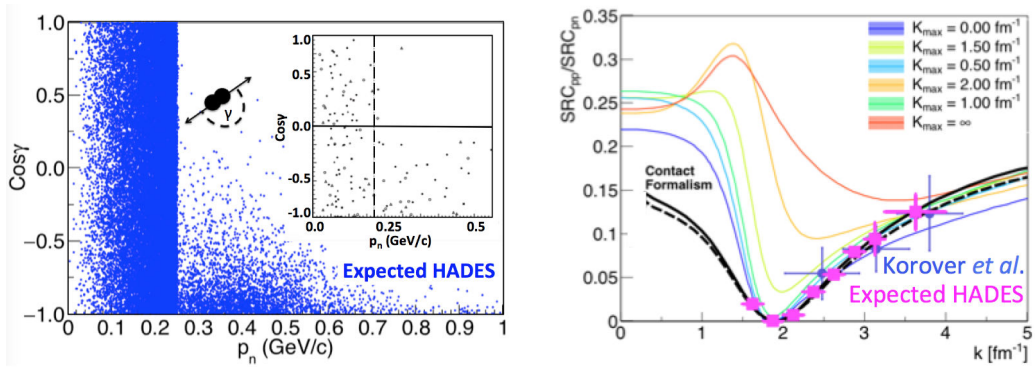 1.0
0.5
0.0
−0.5
−1.0
Cosγ
0 0.1 0.2 0.3 0.4 0.5 0.6 0.7 0.8 0.9 1
pn (GeV/c)
γ
1.0
0.5
0.0
-0.5
-1.0
Cosγ
0 0.25 0.5
pn (GeV/c)
Expected HADES
0.35
0.3
0.25
0.2
0.15
0.1
0.05
0
SRCpp/SRCpn
Kmax = 0.00 fm-1
Kmax = 1.50 fm-1
Kmax = 0.50 fm-1
Kmax = 2.00 fm-1
Kmax = 1.00 fm-1
Kmax = ∞
Contact
Formalism
Korover et al.
Expected HADES
0 1 2 3 4 5
k [fm-1]